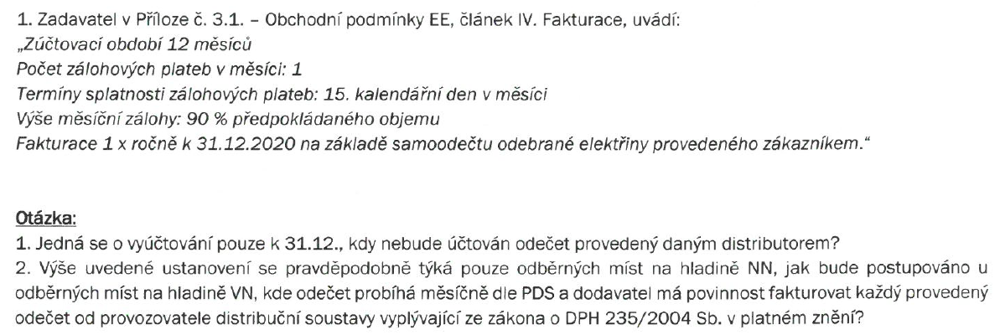 1. Zadavatel v Příloze č. 3.1. – Obchodní podmínky EE, článek IV. Fakturace, uvádí:
„Zúčtovací období 12 měsíců
Počet zálohových plateb v měsíci: 1
Termíny splatnosti zálohových plateb: 15. kalendářní den v měsíci
Výše měsíční zálohy: 90 % předpokládaného objemu
Fakturace 1 x ročně k 31.12.2020 na základě samoodečtu odebrané elektřiny provedeného zákazníkem.“
Otázka:
1. Jedná se o vyúčtování pouze k 31.12., kdy nebude účtován odečet provedený daným distributorem?
2. Výše uvedené ustanovení se pravděpodobně týká pouze odběrných míst na hladině NN, jak bude postupováno u
odběrných míst na hladině VN, kde odečet probíhá měsíčně dle PDS a dodavatel má povinnost fakturovat každý provedený
odečet od provozovatele distribuční soustavy vyplývající ze zákona o DPH 235/2004 Sb. v platném znění?